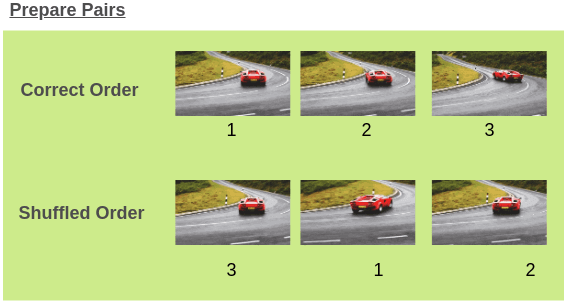 Prepare Pairs
Correct Order
1 2 3
Shuffled Order
3 1 2